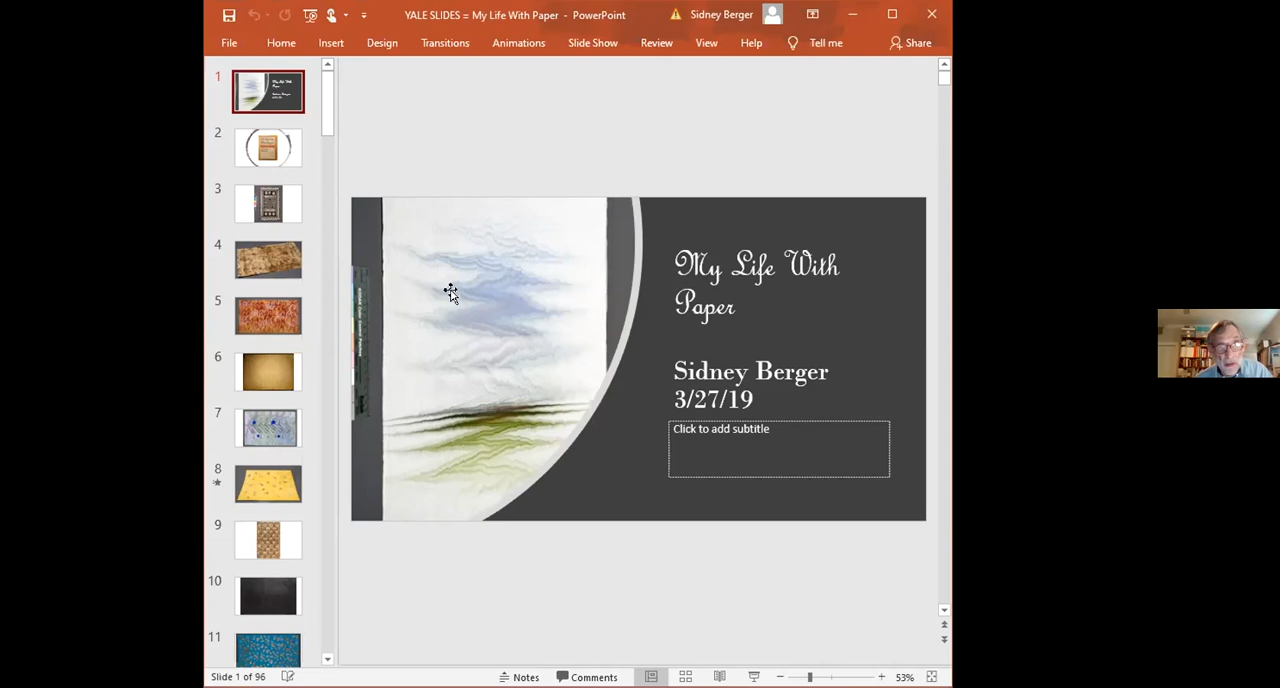 YALE SLIDES = My Life With Paper - PowerPoint
Sidney Berger
File Home Insert Design Transitions Animations Slide Show Review View Help Tell me Share
1
2
3
4
5
6
7
8
9
10
11
My Life With
Paper
Sidney Berger
3/27/19
Click to add subtitle
Slide 1 of 96
Notes Comments
53%